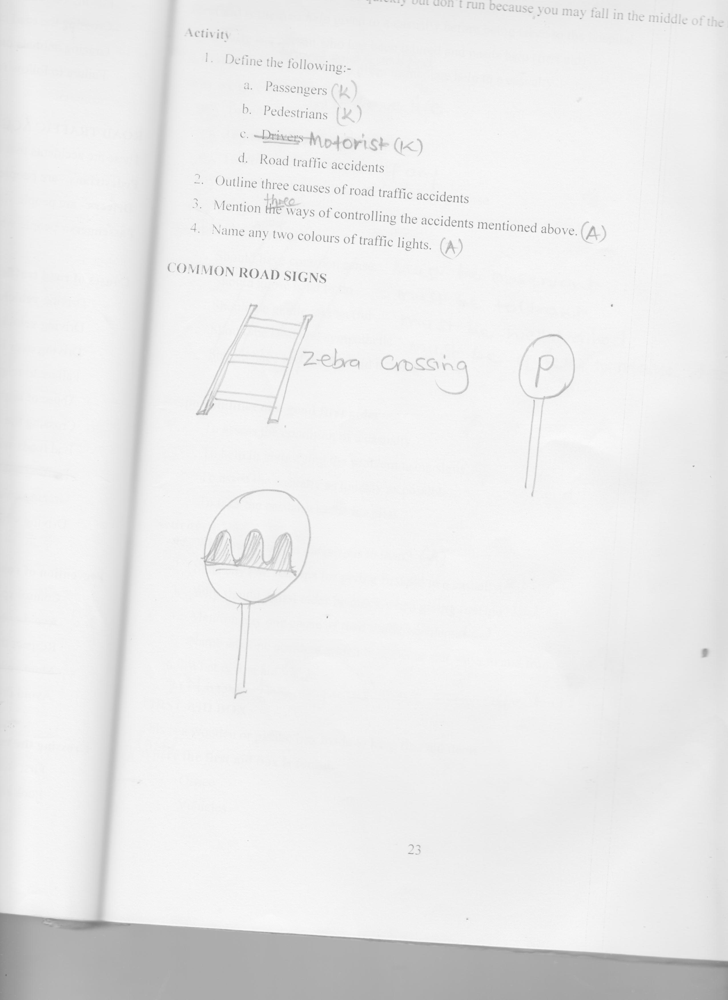 quickly but don't run because you may fall in the middle of the
Activity
1. Define the following:-
a. Passengers (K)
b. Pedestrians (K)
c. Drivers Motorist (K)
d. Road traffic accidents
2. Outline three causes of road traffic accidents
three
3. Mention the ways of controlling the accidents mentioned above. (A)
4. Name any two colours of traffic lights. (A)
COMMON ROAD SIGNS
Zebra crossing
P
23